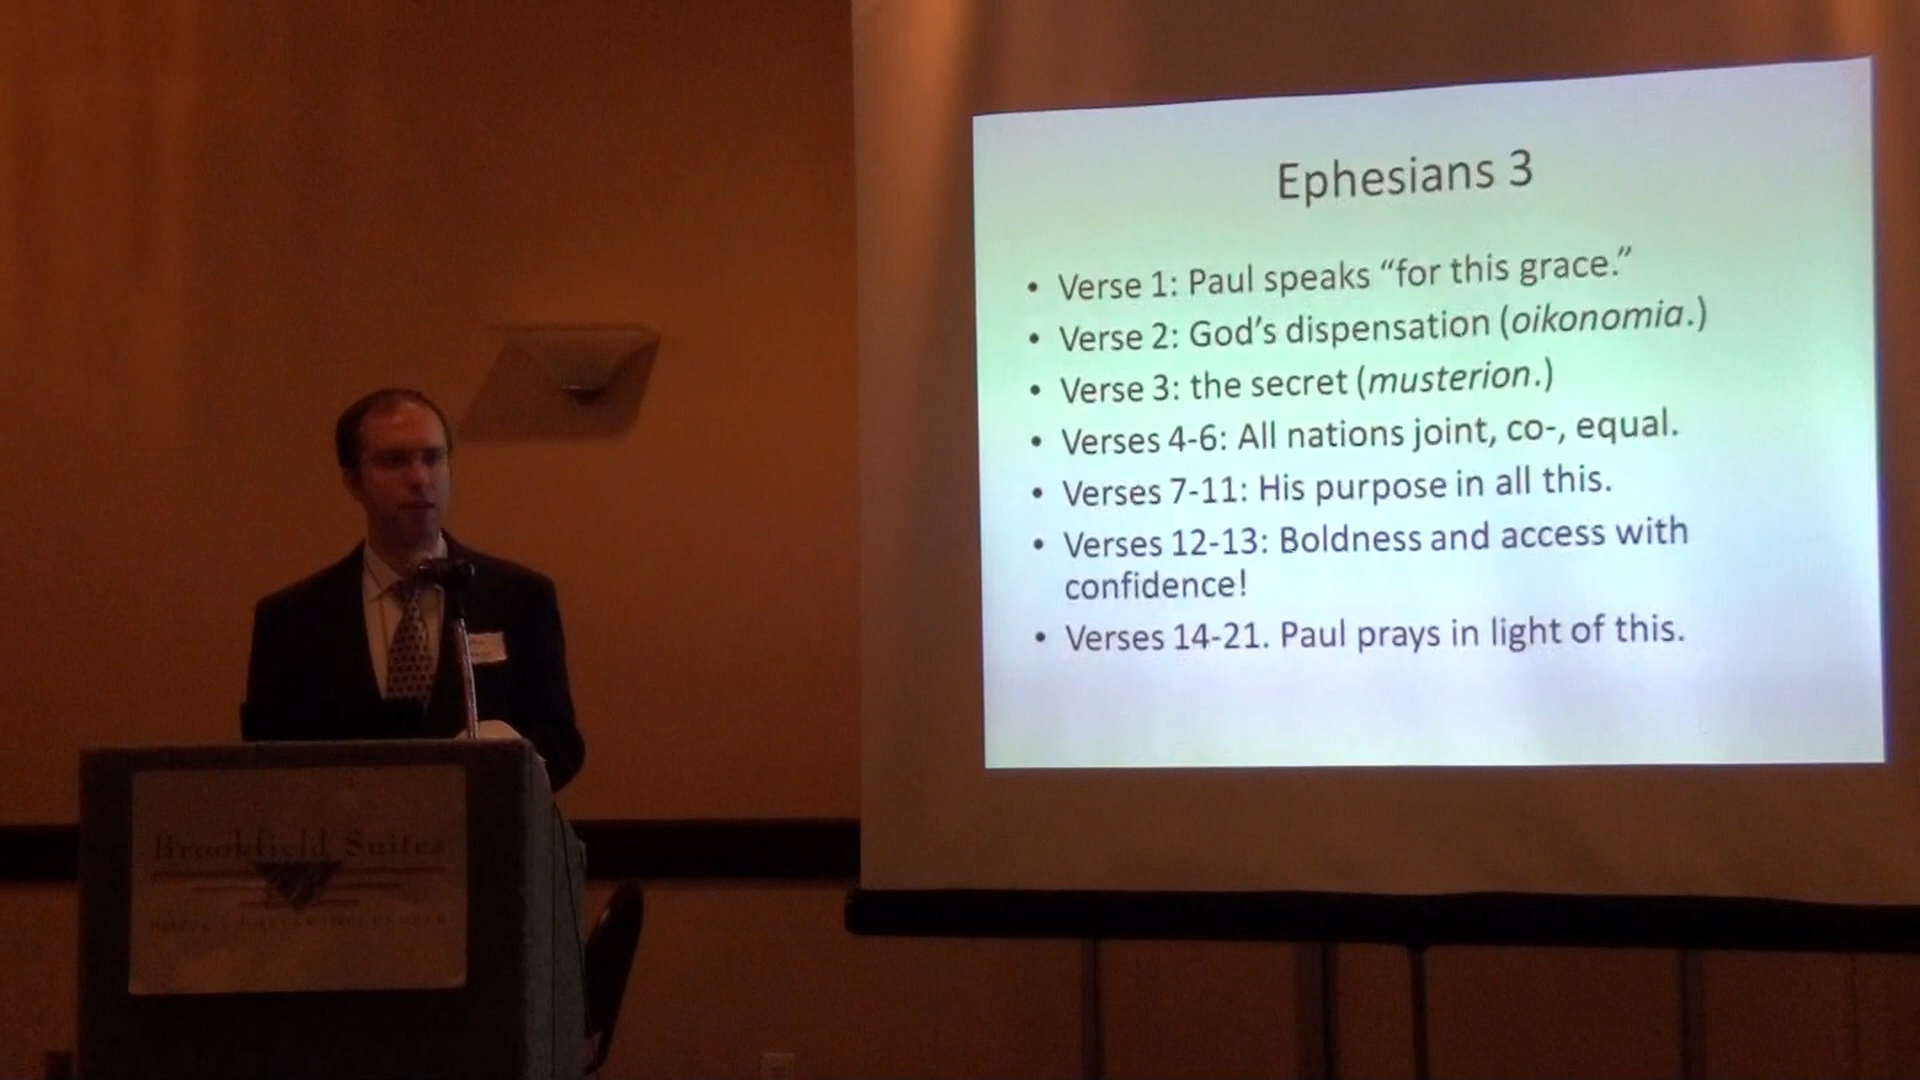 Ephesians 3
• Verse 1: Paul speaks “for this grace.”
• Verse 2: God’s dispensation (oikonomia.)
• Verse 3: the secret (musterion.)
• Verses 4-6: All nations joint, co-, equal.
• Verses 7-11: His purpose in all this.
• Verses 12-13: Boldness and access with
confidence!
• Verses 14-21. Paul prays in light of this.
Brookfield Suites